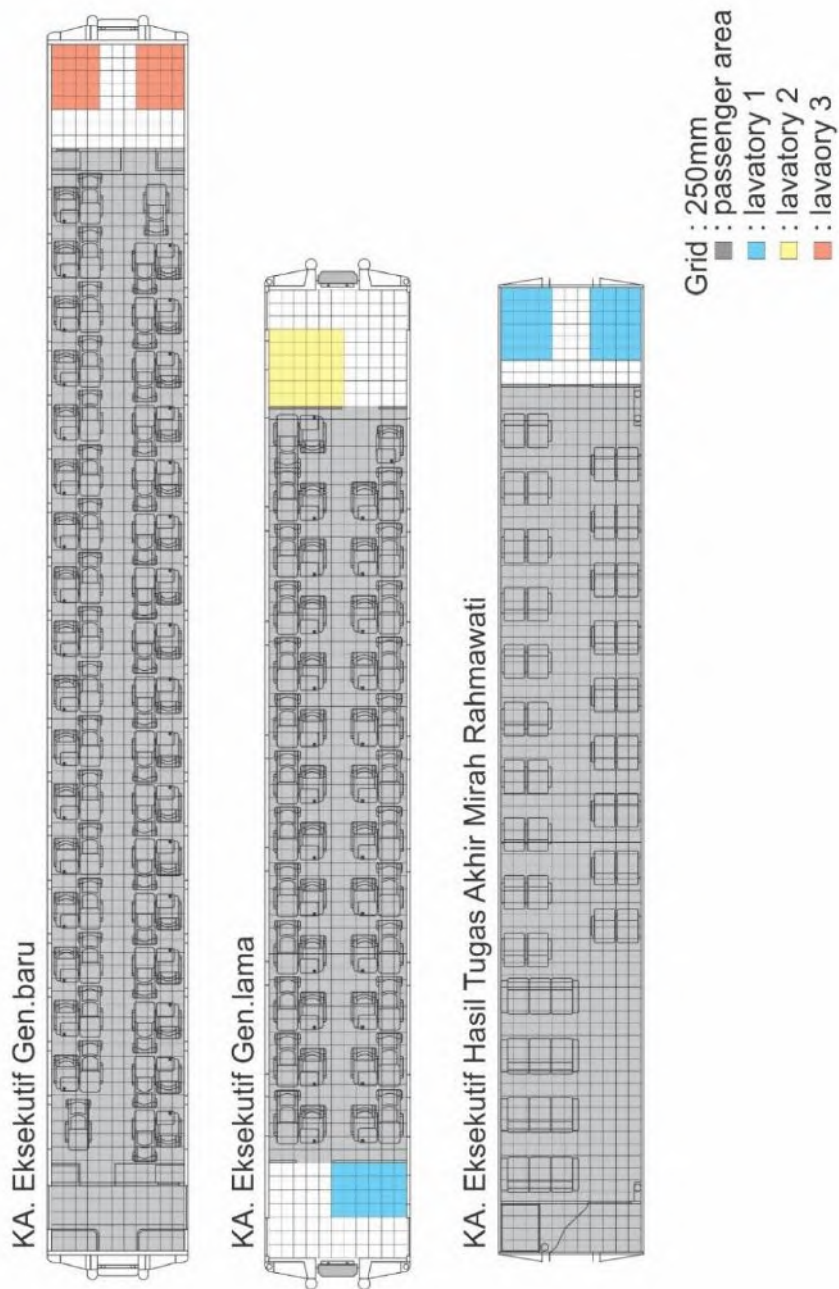 KA. Eksekutif Gen.baru
KA. Eksekutif Gen.lama
KA. Eksekutif Hasil Tugas Akhir Mirah Rahmawati
Grid : 250mm
: passenger area
: lavatory 1
: lavatory 2
: lavaory 3